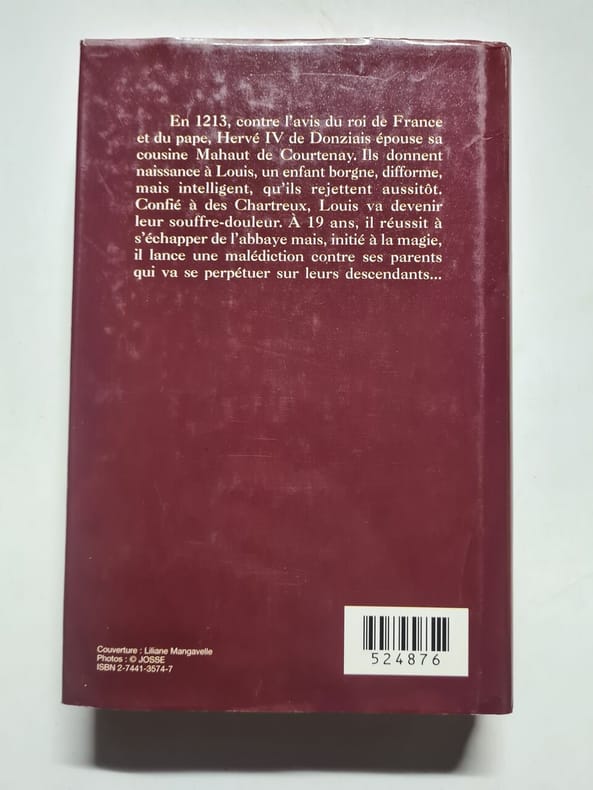 En 1213, contre l'avis du roi de France
et du pape, Hervé IV de Donziais épouse sa
cousine Mahaut de Courtenay. Ils donnent
naissance à Louis, un enfant borgne, difforme,
mais intelligent, qu'ils rejettent aussitôt.
Confié à des Chartreux, Louis va devenir
leur souffre-douleur. À 19 ans, il réussit à
s'échapper de l'abbaye mais, initié à la magie,
il lance une malédiction contre ses parents
qui va se perpétuer sur leurs descendants...
Couverture : Liliane Mangavelle
Photos : © JOSSE
ISBN 2-7441-3574-7
524876